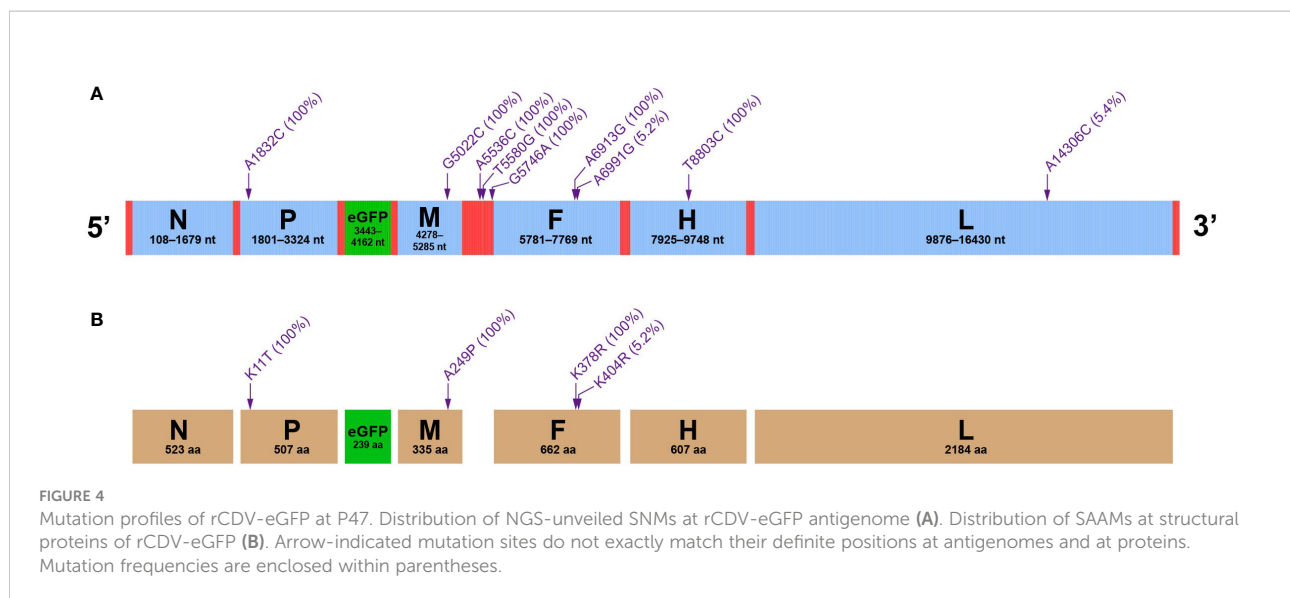 A
A1832C (100%)
G5022C (100%)
A5536C (100%)
T5580G (100%)
G5746A (100%)
A6913G (100%)
A6991G (5.2%)
T8803C (100%)
A14306C (5.4%)
5’ N P eGFP M F H L 3’
108–1679 nt 1801–3324 nt 3443–4162 nt 4278–5285 nt 5781–7769 nt 7925–9748 nt 9876–16430 nt
B
K11T (100%)
A249P (100%)
K378R (100%)
K404R (5.2%)
N P eGFP M F H L
523 aa 507 aa 239 aa 335 aa 662 aa 607 aa 2184 aa
FIGURE 4
Mutation profiles of rCDV-eGFP at P47. Distribution of NGS-unveiled SNMs at rCDV-eGFP antigenome (A). Distribution of SAAMs at structural
proteins of rCDV-eGFP (B). Arrow-indicated mutation sites do not exactly match their definite positions at antigenomes and at proteins.
Mutation frequencies are enclosed within parentheses.